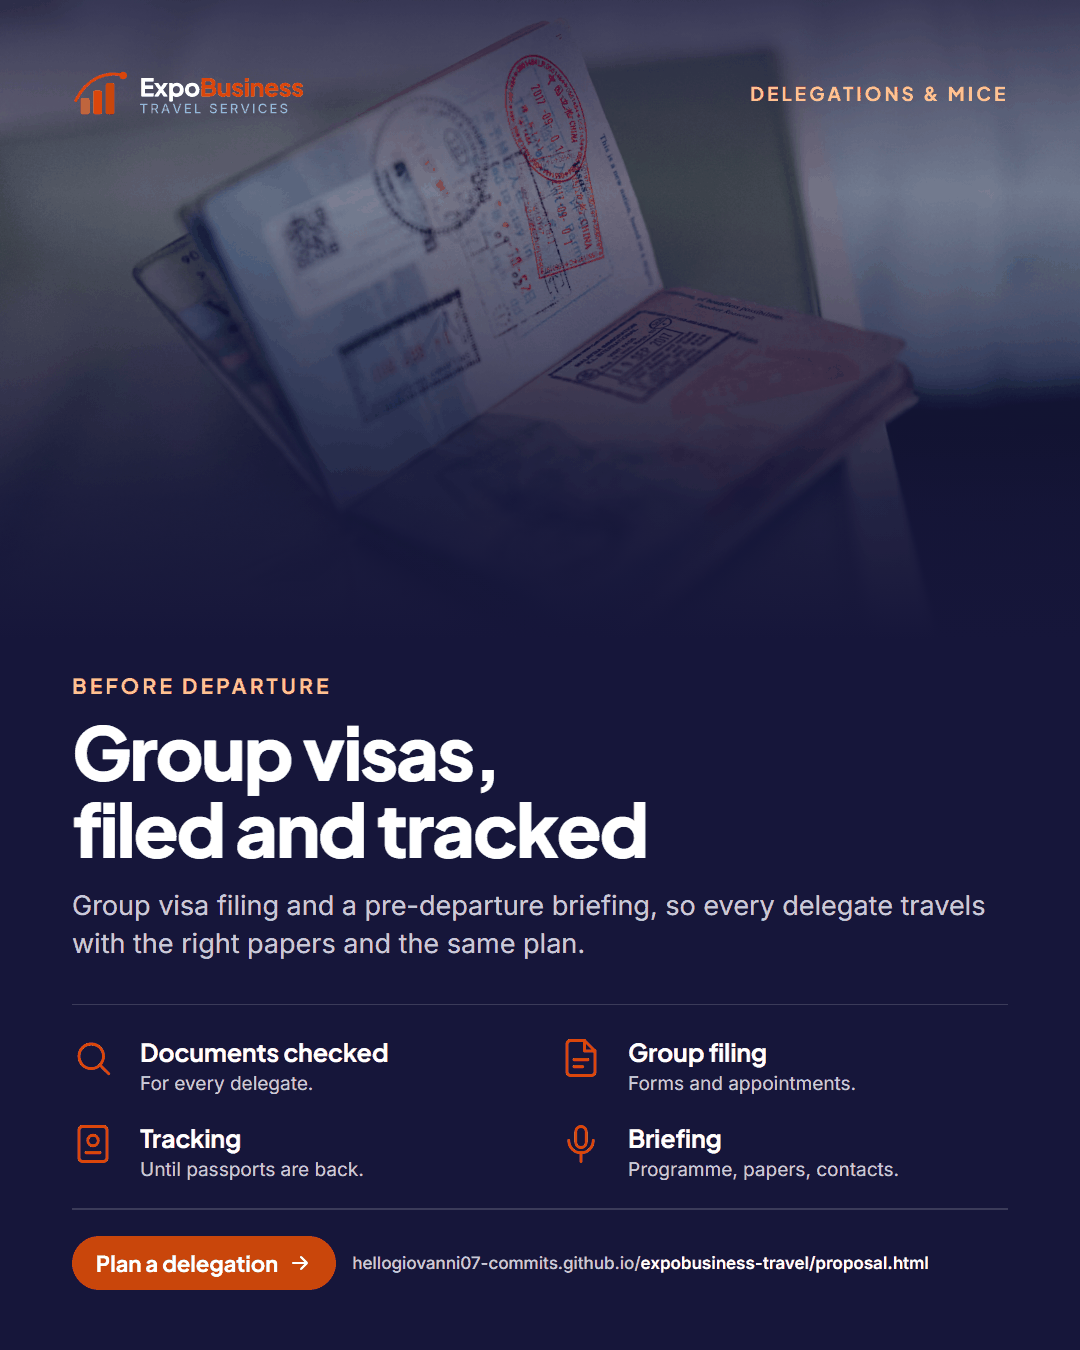 ExpoBusiness
TRAVEL SERVICES
DELEGATIONS & MICE
2017
CHINA
CHINA
BEFORE DEPARTURE
Group visas,
filed and tracked
Group visa filing and a pre-departure briefing, so every delegate travels
with the right papers and the same plan.
Documents checked
For every delegate.
Group filing
Forms and appointments.
Tracking
Until passports are back.
Briefing
Programme, papers, contacts.
Plan a delegation →
hellogiovanni07-commits.github.io/expobusiness-travel/proposal.html